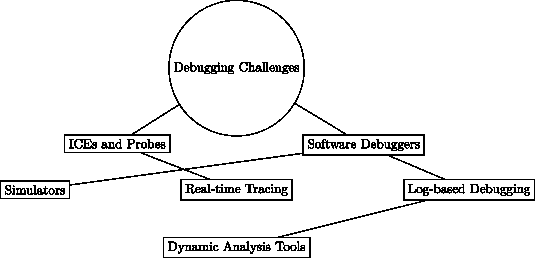 Debugging Challenges
ICEs and Probes
Software Debuggers
Simulators
Real-time Tracing
Log-based Debugging
Dynamic Analysis Tools